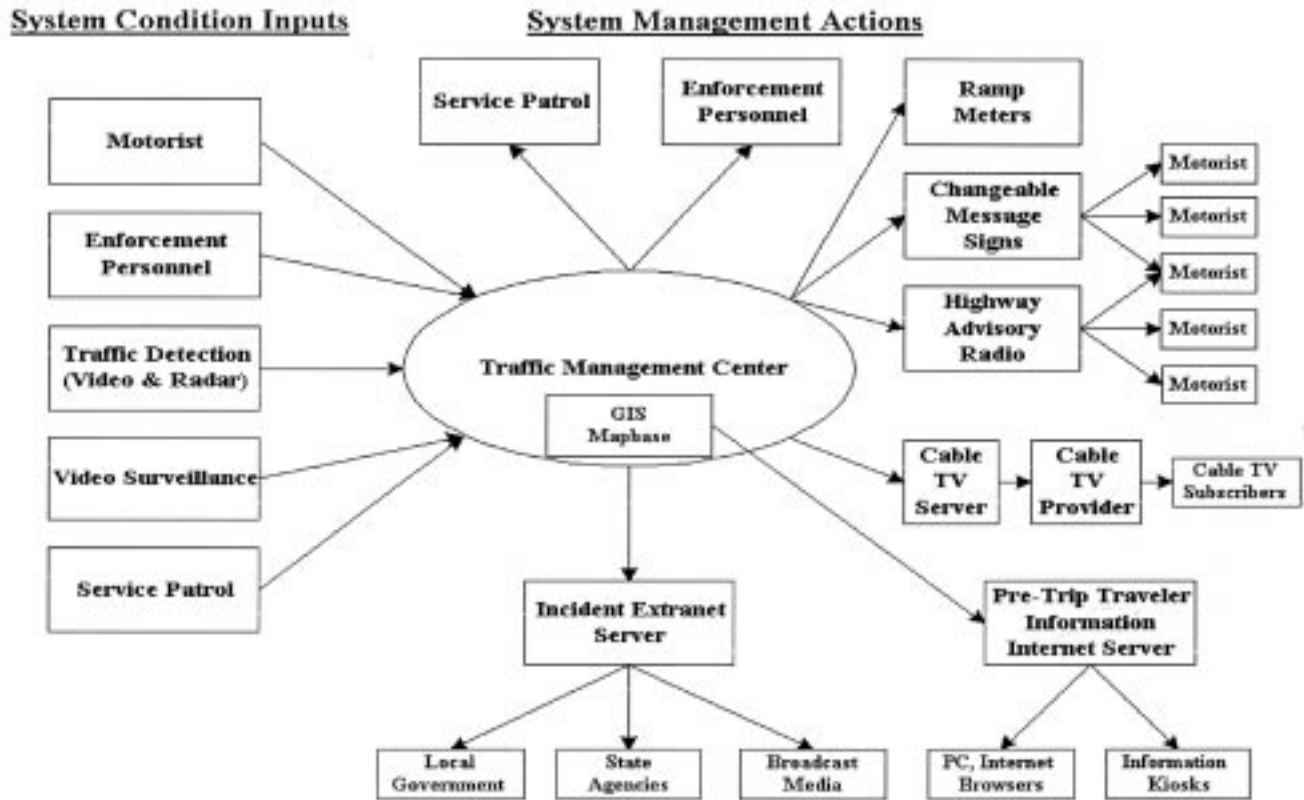 System Condition Inputs
System Management Actions
Service Patrol
Enforcement
Personnel
Ramp
Meters
Motorist
Enforcement
Personnel
Traffic Detection
(Video & Radar)
Video Surveillance
Service Patrol
Changeable
Message
Signs
Highway
Advisory
Radio
Motorist
Motorist
Motorist
Motorist
Motorist
Traffic Management Center
GIS
Mapbase
Cable
TV
Server
Cable
TV
Provider
Cable TV
Subscribers
Incident Extranet
Server
Pre-Trip Traveler
Information
Internet Server
Local
Government
State
Agencies
Broadcast
Media
PC, Internet
Browsers
Information
Kiosks